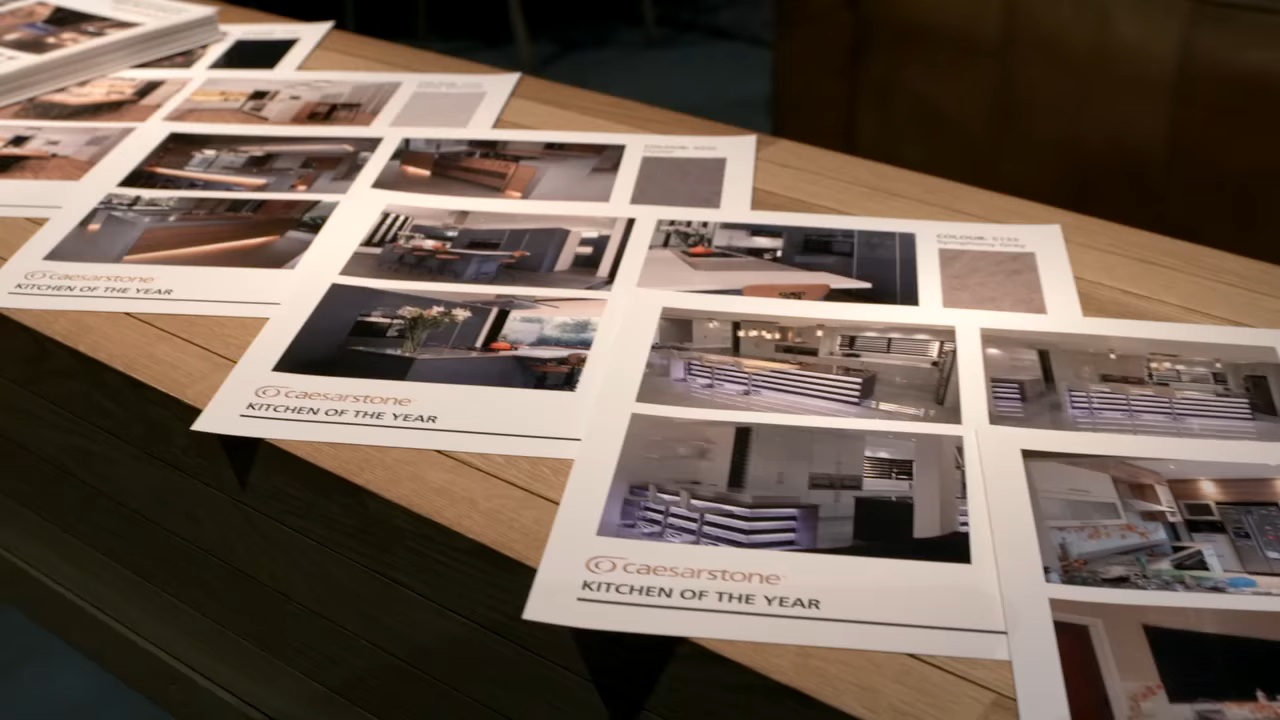 caesarstone
KITCHEN OF THE YEAR
COLOUR:
caesarstone
KITCHEN OF THE YEAR
COLOUR: 5133
Symphony Grey
caesarstone
KITCHEN OF THE YEAR